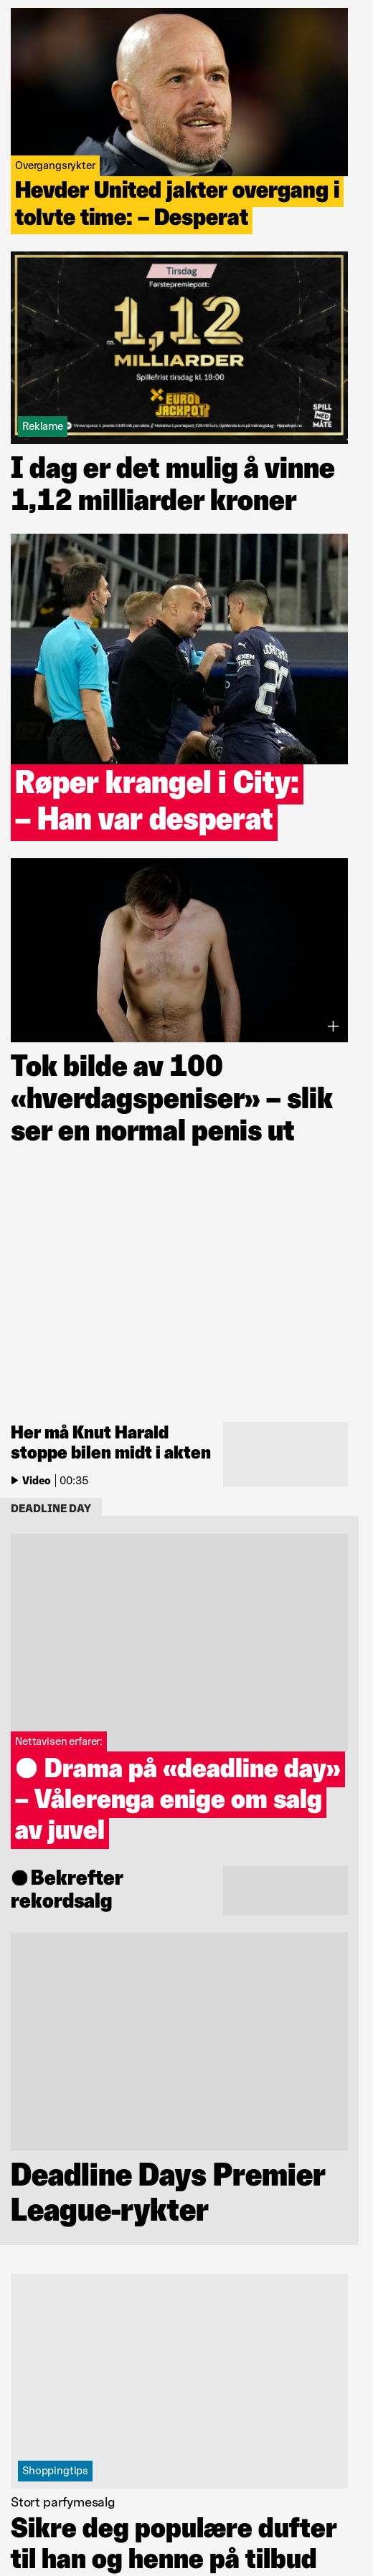 Overgangsrykter
Hevder United jakter overgang i
tolvte time: – Desperat
Tirsdag
Førstepremiepott:
ca.
1,12
MILLIARDER
Spillefrist tirsdag kl. 19:00
EURO
JACKPOT
SPILL
MED
MÅTE
Reklame
I dag er det mulig å vinne
1,12 milliarder kroner
NEXEN
TIRE
Røper krangel i City:
– Han var desperat
Tok bilde av 100
«hverdagspeniser» – slik
ser en normal penis ut
Her må Knut Harald
stoppe bilen midt i akten
Video 00:35
DEADLINE DAY
Nettavisen erfarer:
Drama på «deadline day»
– Vålerenga enige om salg
av juvel
Bekrefter
rekordsalg
Deadline Days Premier
League-rykter
Shoppingtips
Stort parfymesalg
Sikre deg populære dufter
til han og henne på tilbud